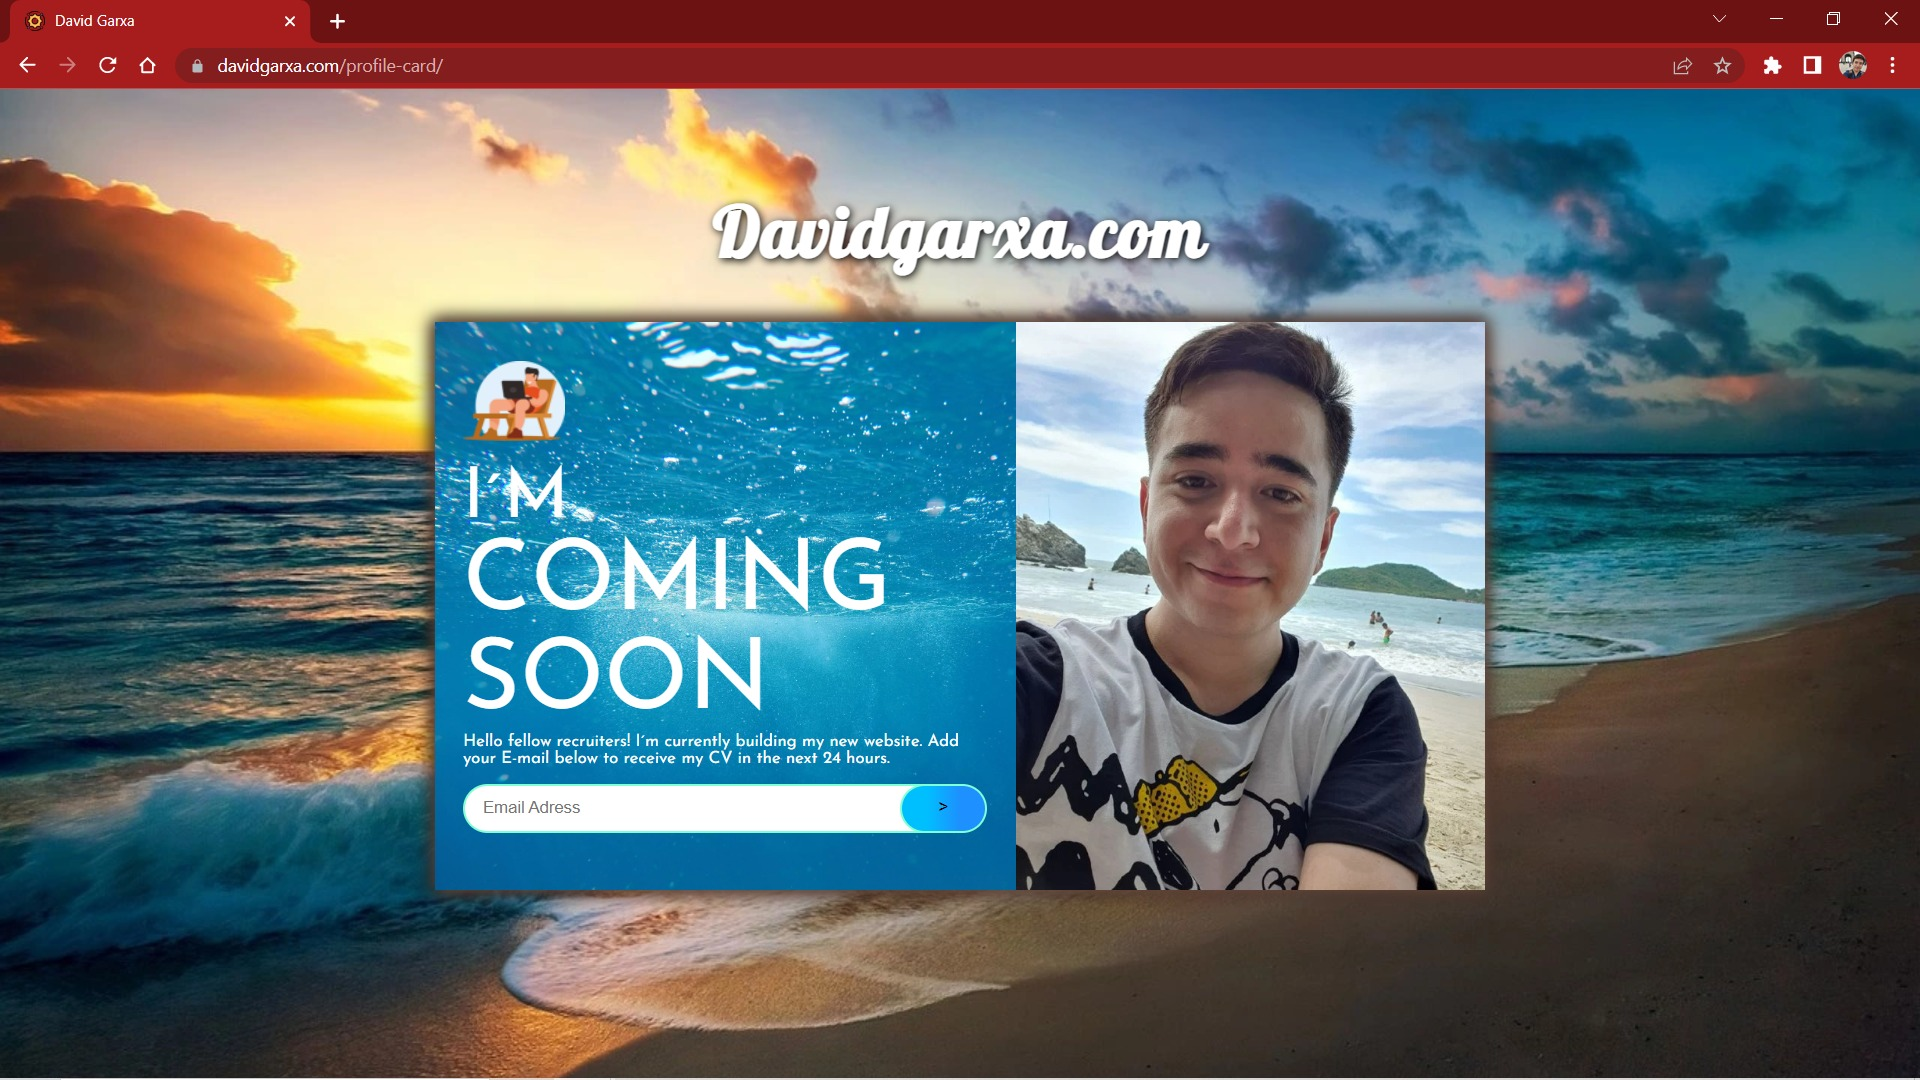 David Garxa
davidgarxa.com/profile-card/
Davidgarxa.com
I´M
COMING
SOON
Hello fellow recruiters! I´m currently building my new website. Add
your E-mail below to receive my CV in the next 24 hours.
Email Adress
>